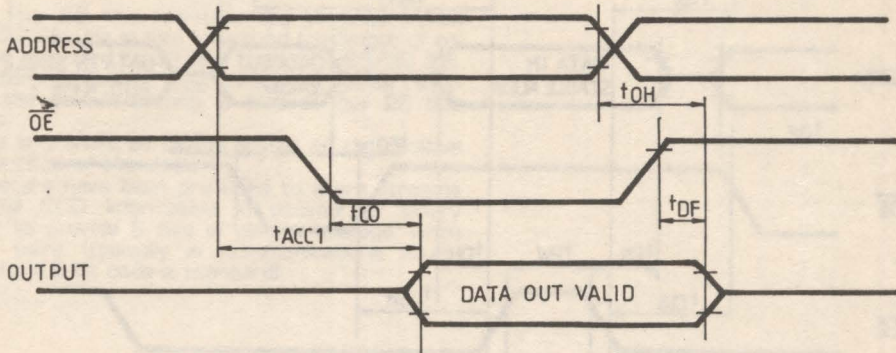 ADDRESS
tOH
OE
tCO
tDF
tACC1
OUTPUT
DATA OUT VALID